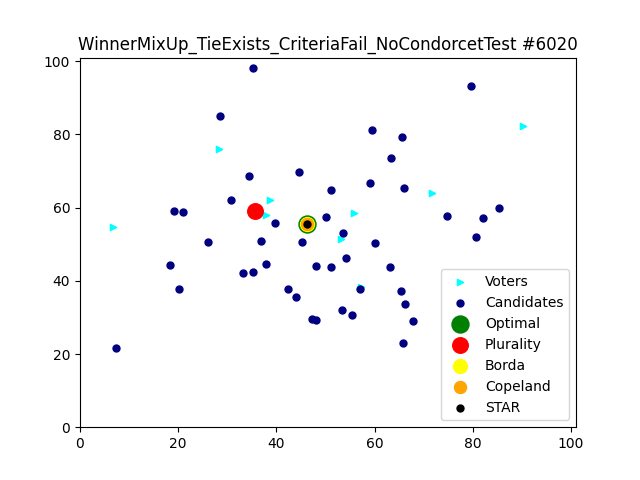 WinnerMixUp_TieExists_CriteriaFail_NoCondorcetTest #6020
100
80
60
40
20
0
0 20 40 60 80 100
Voters
Candidates
Optimal
Plurality
Borda
Copeland
STAR